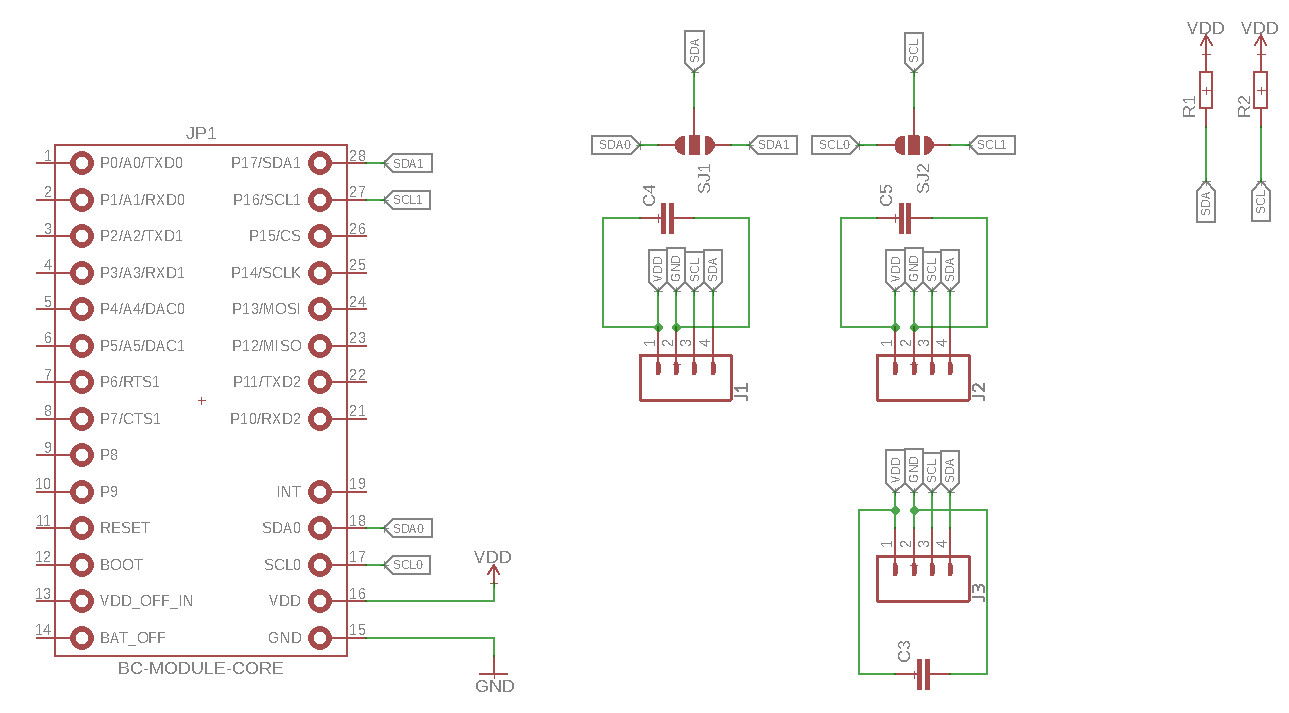 VDD VDD
SDA
SCL
R1
R2
JP1
SDA0
SDA1
SCL0
SCL1
SJ1
SJ2
SDA
SCL
1 P0/A0/TXD0 P17/SDA1 28 SDA1
2 P1/A1/RXD0 P16/SCL1 27 SCL1
3 P2/A2/TXD1 P15/CS 26
4 P3/A3/RXD1 P14/SCLK 25
5 P4/A4/DAC0 P13/MOSI 24
6 P5/A5/DAC1 P12/MISO 23
7 P6/RTS1 P11/TXD2 22
8 P7/CTS1 P10/RXD2 21
9 P8
10 P9 INT 19
11 RESET SDA0 18 SDA0
12 BOOT SCL0 17 SCL0
13 VDD_OFF_IN VDD 16
14 BAT_OFF GND 15
BC-MODULE-CORE
VDD
GND
C4
VDD GND SCL SDA
1 2 3 4
J1
C5
VDD GND SCL SDA
1 2 3 4
J2
VDD GND SCL SDA
1 2 3 4
J3
C3